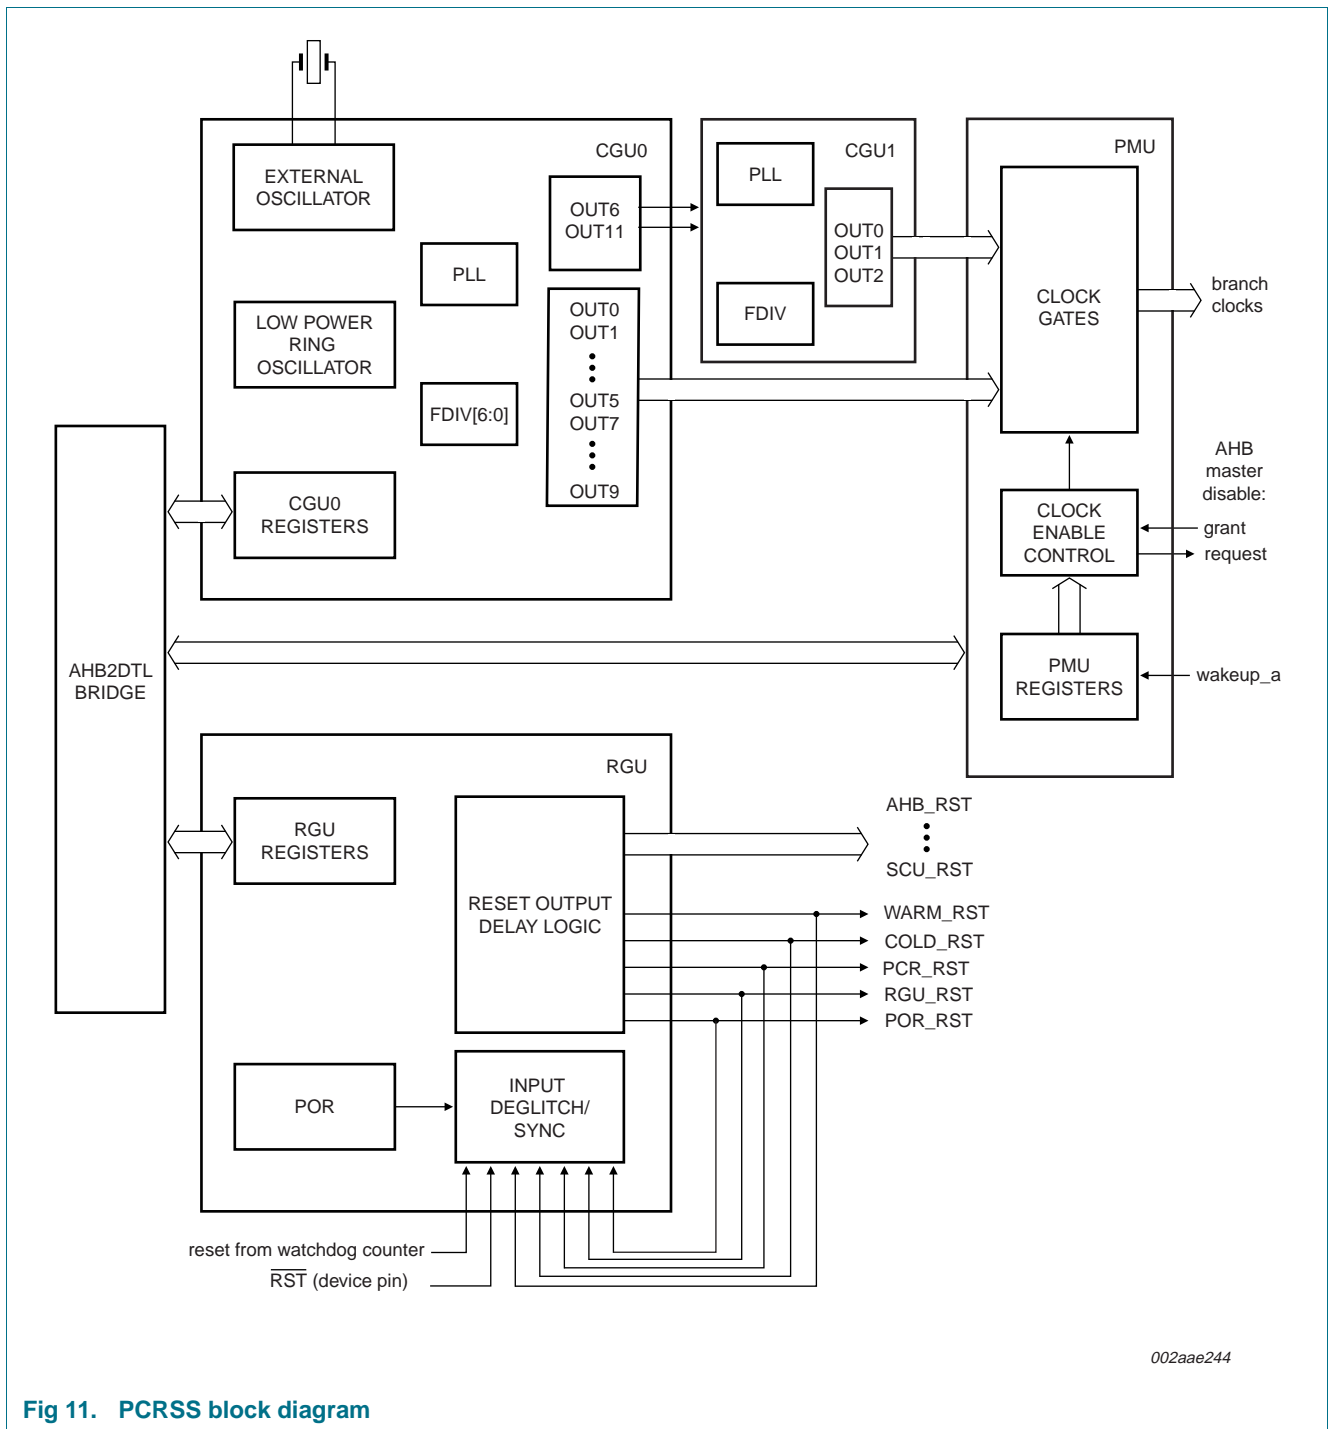 EXTERNAL
OSCILLATOR
LOW POWER
RING
OSCILLATOR
CGU0
REGISTERS
PLL
FDIV[6:0]
CGU0
OUT6
OUT11
OUT0
OUT1
OUT5
OUT7
OUT9
CGU1
PLL
FDIV
OUT0
OUT1
OUT2
PMU
CLOCK
GATES
branch
clocks
CLOCK
ENABLE
CONTROL
AHB
master
disable:
grant
request
PMU
REGISTERS
wakeup_a
AHB2DTL
BRIDGE
RGU
RGU
REGISTERS
RESET OUTPUT
DELAY LOGIC
AHB_RST
SCU_RST
WARM_RST
COLD_RST
PCR_RST
RGU_RST
POR_RST
POR
INPUT
DEGLITCH/
SYNC
reset from watchdog counter
RST (device pin)
002aae244
Fig 11. PCRSS block diagram